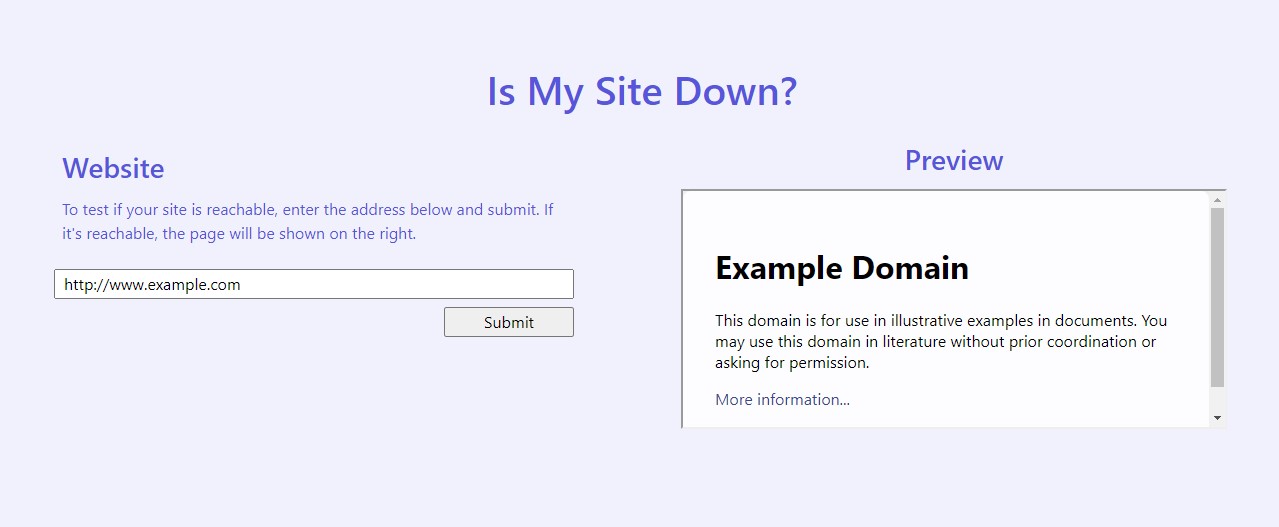 Is My Site Down?
Website
To test if your site is reachable, enter the address below and submit. If
it's reachable, the page will be shown on the right.
http://www.example.com
Submit
Preview
Example Domain
This domain is for use in illustrative examples in documents. You
may use this domain in literature without prior coordination or
asking for permission.
More information...